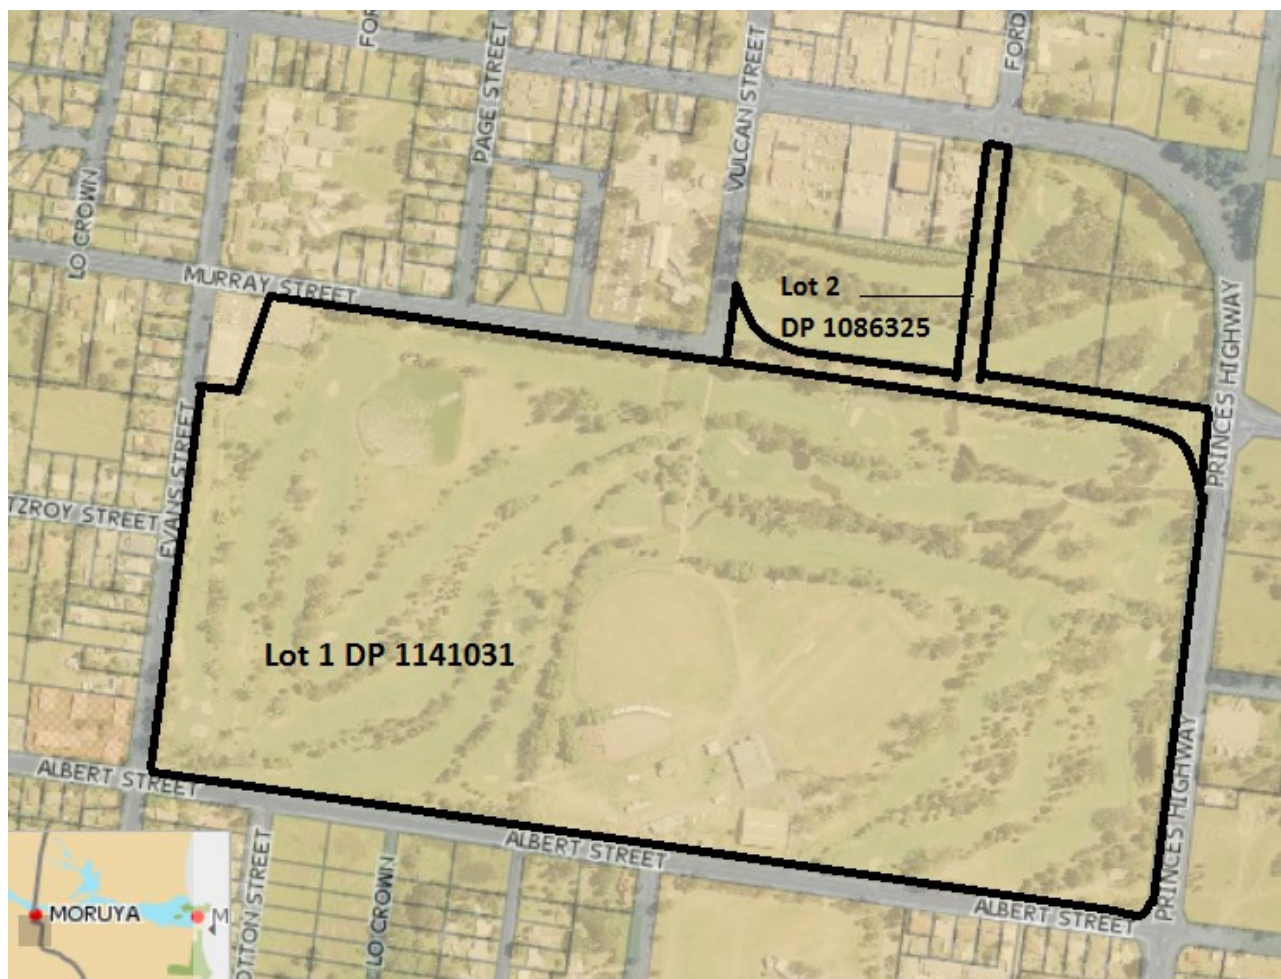 FOR
FORD
PAGE STREET
VULCAN STREET
LO CROWN
MURRAY STREET
Lot 2
DP 1086325
PRINCES HIGHWAY
EVANS STREET
TZROY STREET
Lot 1 DP 1141031
ALBERT STREET
ALBERT STREET
PRINCES HIGHWAY
ALBERT STREET
OTTON STREET
LO CROWN
MORUYA
M